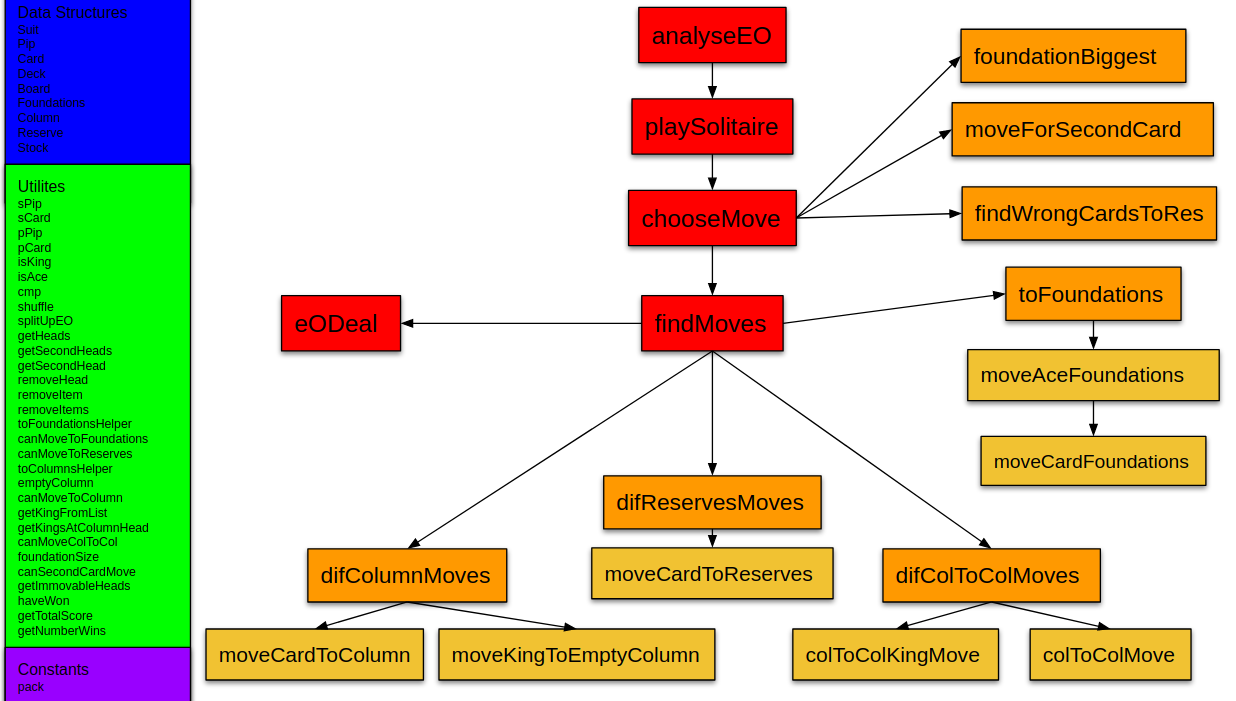 Data Structures
Suit
Pip
Card
Deck
Board
Foundations
Column
Reserve
Stock
Utilites
sPip
sCard
pPip
pCard
isKing
isAce
cmp
shuffle
splitUpEO
getHeads
getSecondHeads
getSecondHead
removeHead
removeItem
removeItems
toFoundationsHelper
canMoveToFoundations
canMoveToReserves
toColumnsHelper
emptyColumn
canMoveToColumn
getKingFromList
getKingsAtColumnHead
canMoveColToCol
foundationSize
canSecondCardMove
getImmovableHeads
haveWon
getTotalScore
getNumberWins
Constants
pack
analyseEO
playSolitaire
chooseMove
foundationBiggest
moveForSecondCard
findWrongCardsToRes
eODeal
findMoves
toFoundations
moveAceFoundations
moveCardFoundations
difReservesMoves
moveCardToReserves
difColumnMoves
difColToColMoves
moveCardToColumn
moveKingToEmptyColumn
colToColKingMove
colToColMove